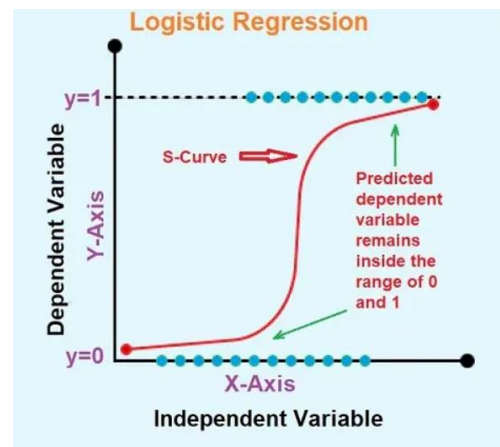 Logistic Regression
y=1
S-Curve
Predicted
dependent
variable
remains
inside the
range of 0
and 1
Dependent Variable
Y-Axis
y=0
X-Axis
Independent Variable